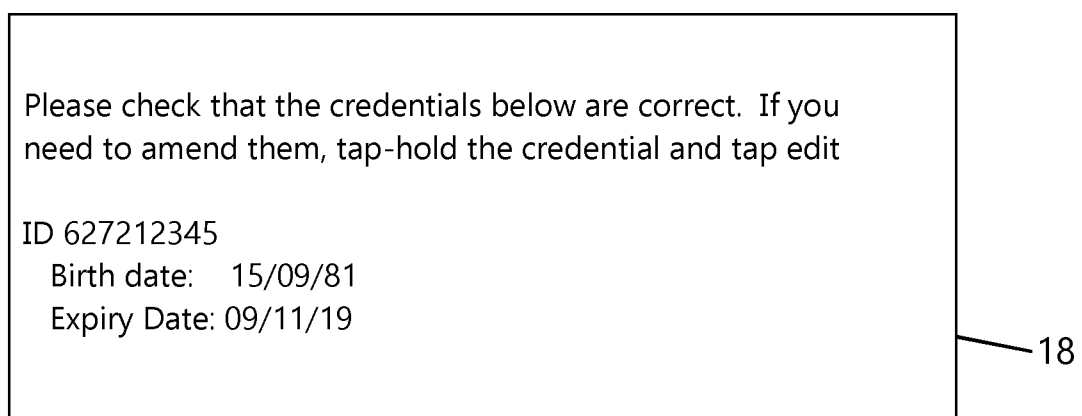 Please check that the credentials below are correct.  If you
need to amend them, tap-hold the credential and tap edit
ID 627212345
Birth date: 15/09/81
Expiry Date: 09/11/19
18